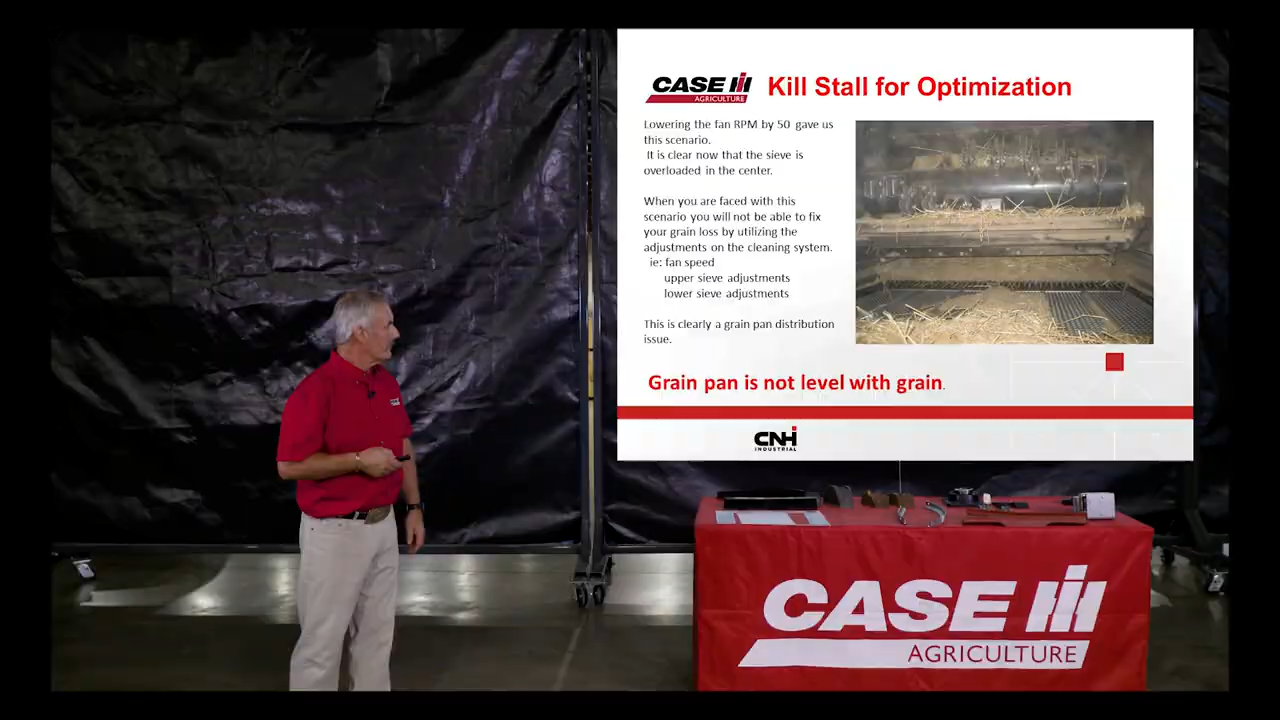 CASE IH
AGRICULTURE
Kill Stall for Optimization
Lowering the fan RPM by 50 gave us
this scenario.
It is clear now that the sieve is
overloaded in the center.
When you are faced with this
scenario you will not be able to fix
your grain loss by utilizing the
adjustments on the cleaning system.
ie: fan speed
upper sieve adjustments
lower sieve adjustments
This is clearly a grain pan distribution
issue.
Grain pan is not level with grain.
CNH
INDUSTRIAL
CASE IH
AGRICULTURE